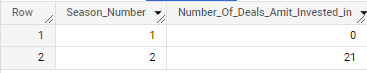 Row Season_Number Number_Of_Deals_Amit_Invested_in
1 1 0
2 2 21